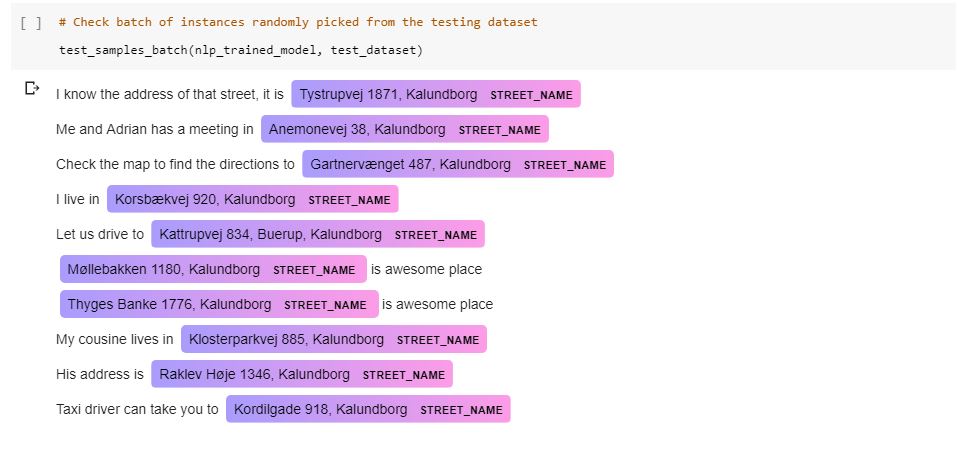 [ ] # Check batch of instances randomly picked from the testing dataset
test_samples_batch(nlp_trained_model, test_dataset)
I know the address of that street, it is Tystrupvej 1871, Kalundborg STREET_NAME
Me and Adrian has a meeting in Anemonevej 38, Kalundborg STREET_NAME
Check the map to find the directions to Gartnervænget 487, Kalundborg STREET_NAME
I live in Korsbækvej 920, Kalundborg STREET_NAME
Let us drive to Kattrupvej 834, Buerup, Kalundborg STREET_NAME
Møllebakken 1180, Kalundborg STREET_NAME is awesome place
Thyges Banke 1776, Kalundborg STREET_NAME is awesome place
My cousine lives in Klosterparkvej 885, Kalundborg STREET_NAME
His address is Raklev Høje 1346, Kalundborg STREET_NAME
Taxi driver can take you to Kordilgade 918, Kalundborg STREET_NAME